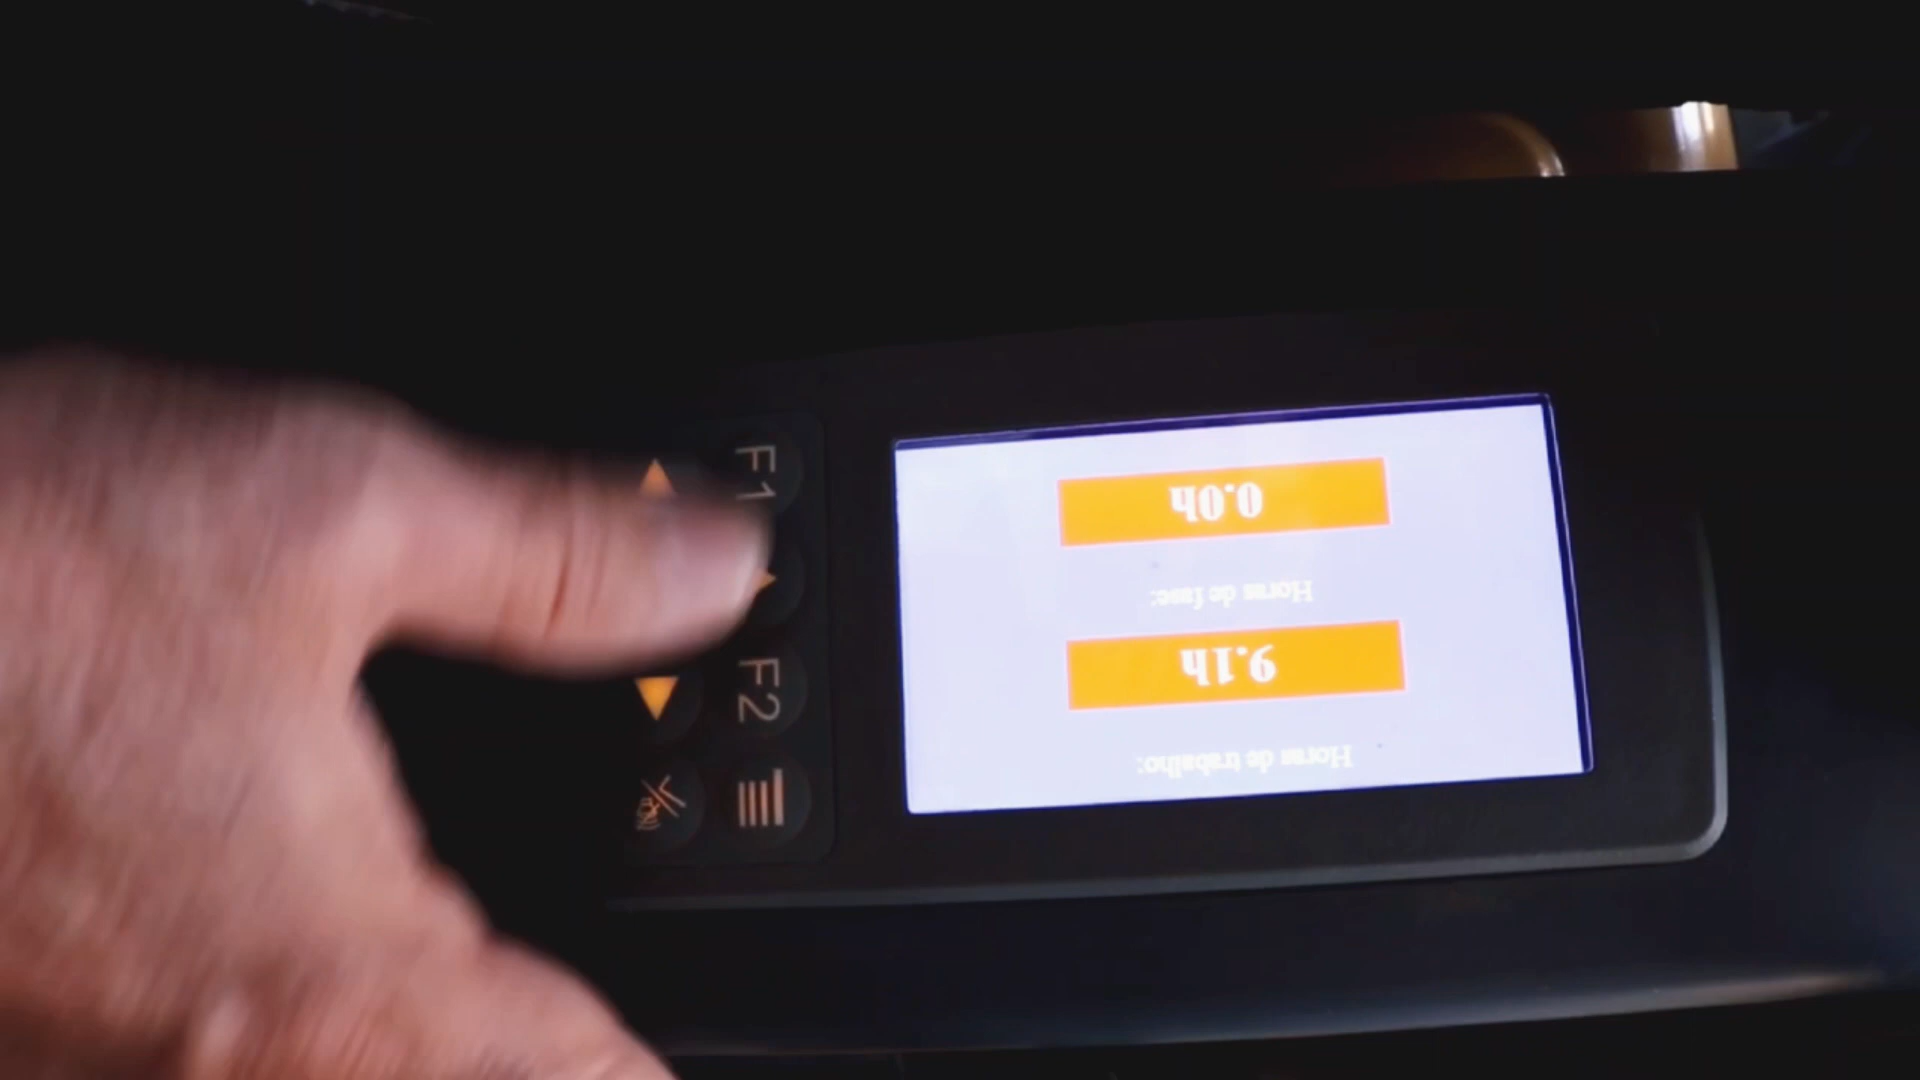 Horas de trabalho:
9.1h
Horas de fase:
0.0h
F1
F2